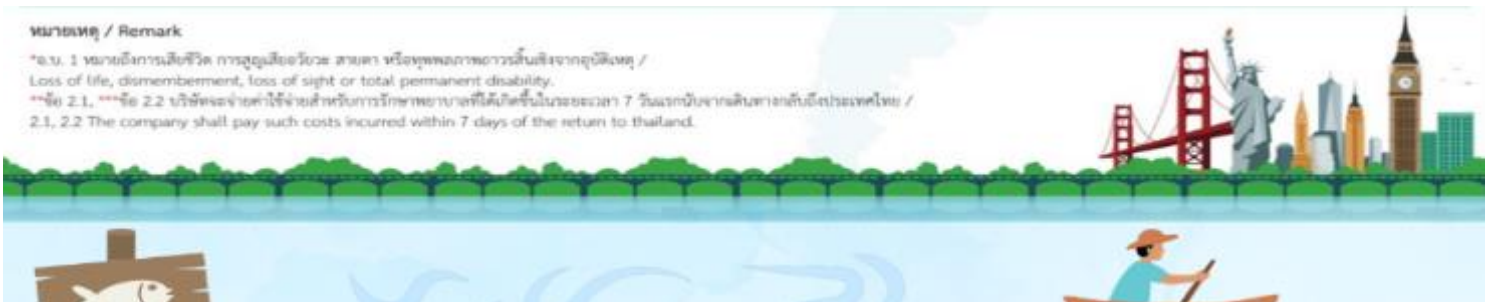 หมายเหตุ / Remark
*อ.บ. 1 หมายถึงการเสียชีวิต การสูญเสียอวัยวะ สายตา หรือทุพพลภาพถาวรสิ้นเชิงจากอุบัติเหตุ /
Loss of life, dismemberment, loss of sight or total permanent disability.
**ข้อ 2.1, ***ข้อ 2.2 บริษัทจะจ่ายค่าใช้จ่ายสำหรับการรักษาพยาบาลที่ได้เกิดขึ้นในระยะเวลา 7 วันแรกนับจากเดินทางกลับถึงประเทศไทย /
2.1, 2.2 The company shall pay such costs incurred within 7 days of the return to thailand.